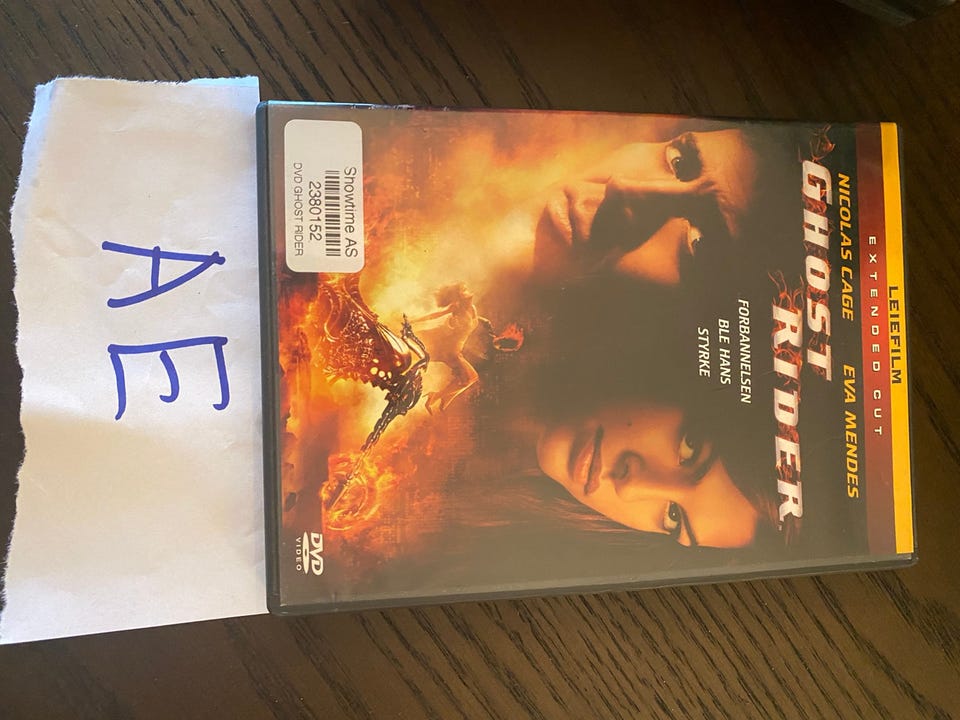 LEIEFILM
EXTENDED CUT
NICOLAS CAGE EVA MENDES
GHOST
RIDER
FORBANNELSEN
BLE HANS
STYRKE
Showtime AS
2380152
DVD GHOST RIDER
DVD
VIDEO
AE